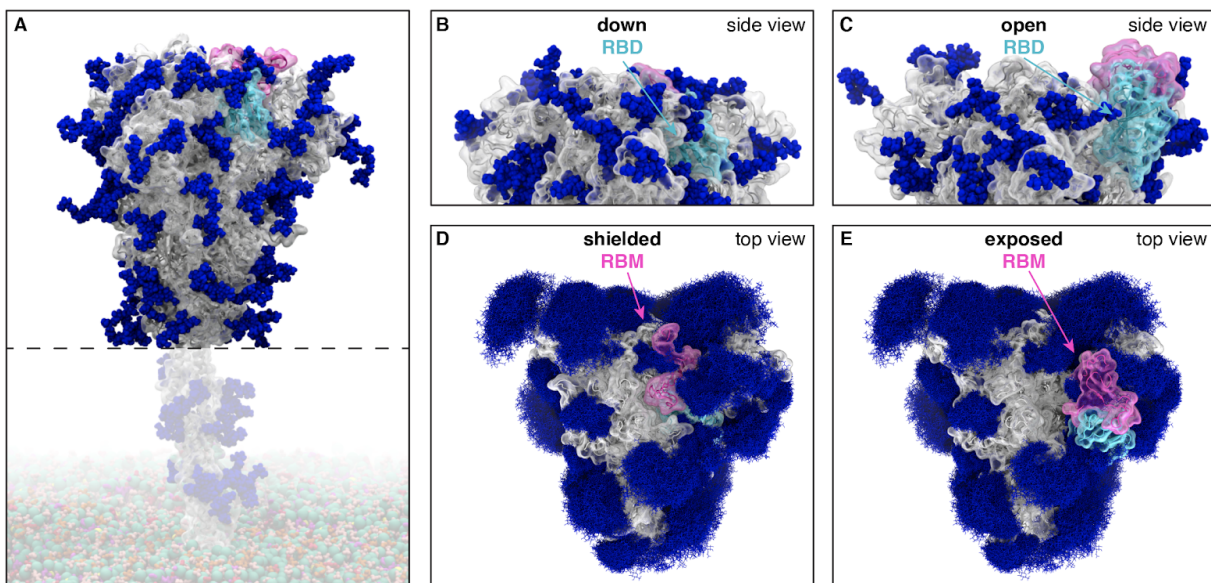 A
B
down
side view
RBD
C
open
side view
RBD
D
shielded
top view
RBM
E
exposed
top view
RBM